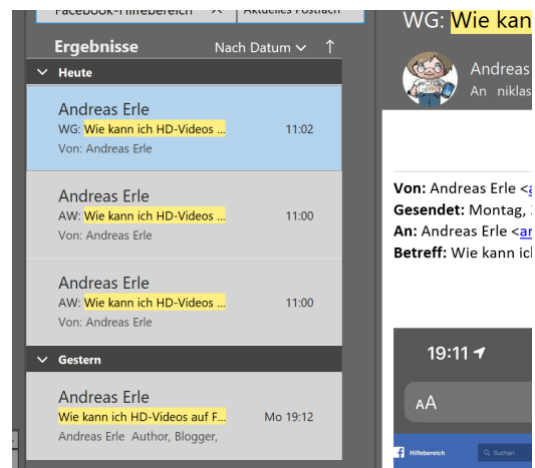 Facebook-Hilfebereich
Aktuelles Postfach
Ergebnisse
Nach Datum
Heute
Andreas Erle
WG: Wie kann ich HD-Videos ...
11:02
Von: Andreas Erle
Andreas Erle
AW: Wie kann ich HD-Videos ...
11:00
Von: Andreas Erle
Andreas Erle
AW: Wie kann ich HD-Videos ...
11:00
Von: Andreas Erle
Gestern
Andreas Erle
Wie kann ich HD-Videos auf F...
Mo 19:12
Andreas Erle Author, Blogger,
WG: Wie kan
Andreas
An niklas
Von: Andreas Erle <a
Gesendet: Montag,
An: Andreas Erle <an
Betreff: Wie kann ich
19:11
AA
Hilfebereich
Suchen